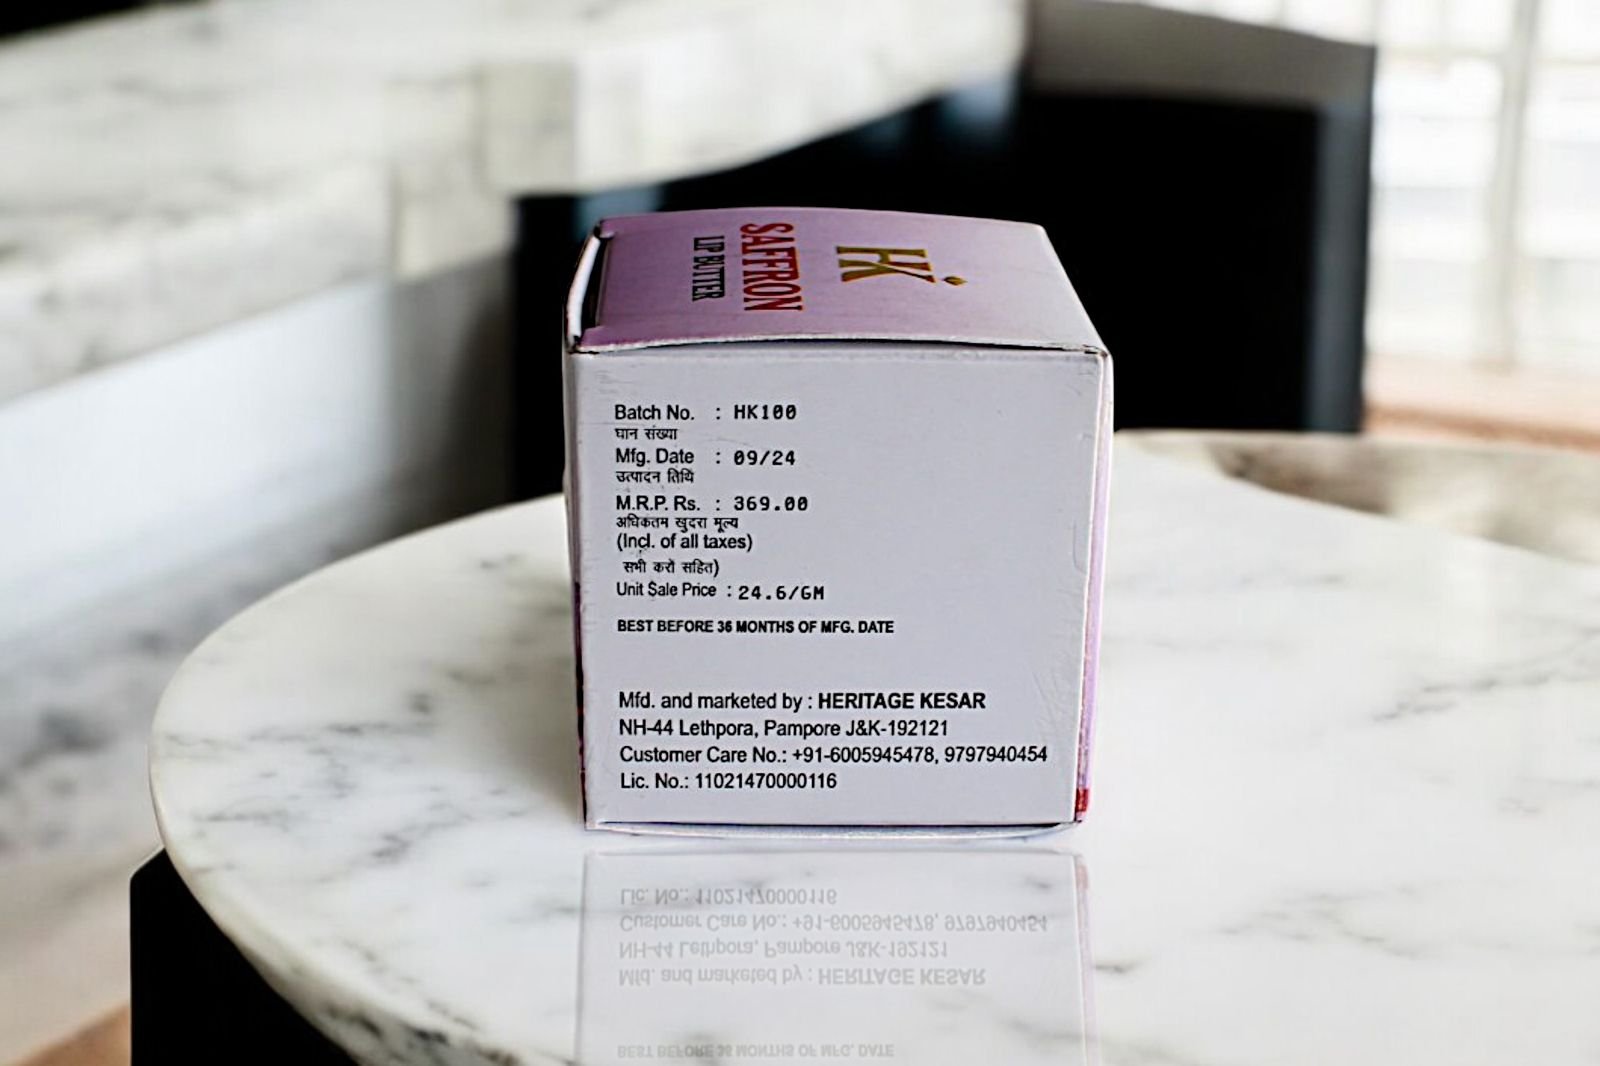 HK
SAFFRON
LIP BUTTER
Batch No. : HK100
घान संख्या
Mfg. Date : 09/24
उत्पादन तिथि
M.R.P. Rs. : 369.00
अधिकतम खुदरा मूल्य
(Incl. of all taxes)
सभी करों सहित)
Unit Sale Price : 24.6/GM
BEST BEFORE 36 MONTHS OF MFG. DATE
Mfd. and marketed by : HERITAGE KESAR
NH-44 Lethpora, Pampore J&K-192121
Customer Care No.: +91-6005945478, 9797940454
Lic. No.: 11021470000116